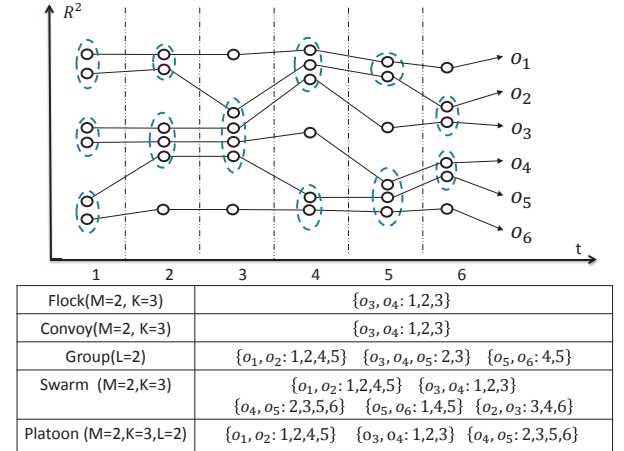 R²
o₁
o₂
o₃
o₄
o₅
o₆
t
1 2 3 4 5 6
Flock(M=2, K=3) {o₃, o₄: 1,2,3}
Convoy(M=2, K=3) {o₃, o₄: 1,2,3}
Group(L=2) {o₁, o₂: 1,2,4,5} {o₃, o₄, o₅: 2,3} {o₅, o₆: 4,5}
Swarm (M=2,K=3) {o₁, o₂: 1,2,4,5} {o₃, o₄: 1,2,3}
{o₄, o₅: 2,3,5,6} {o₅, o₆: 1,4,5} {o₂, o₃: 3,4,6}
Platoon (M=2,K=3,L=2) {o₁, o₂: 1,2,4,5} {o₃, o₄: 1,2,3} {o₄, o₅: 2,3,5,6}